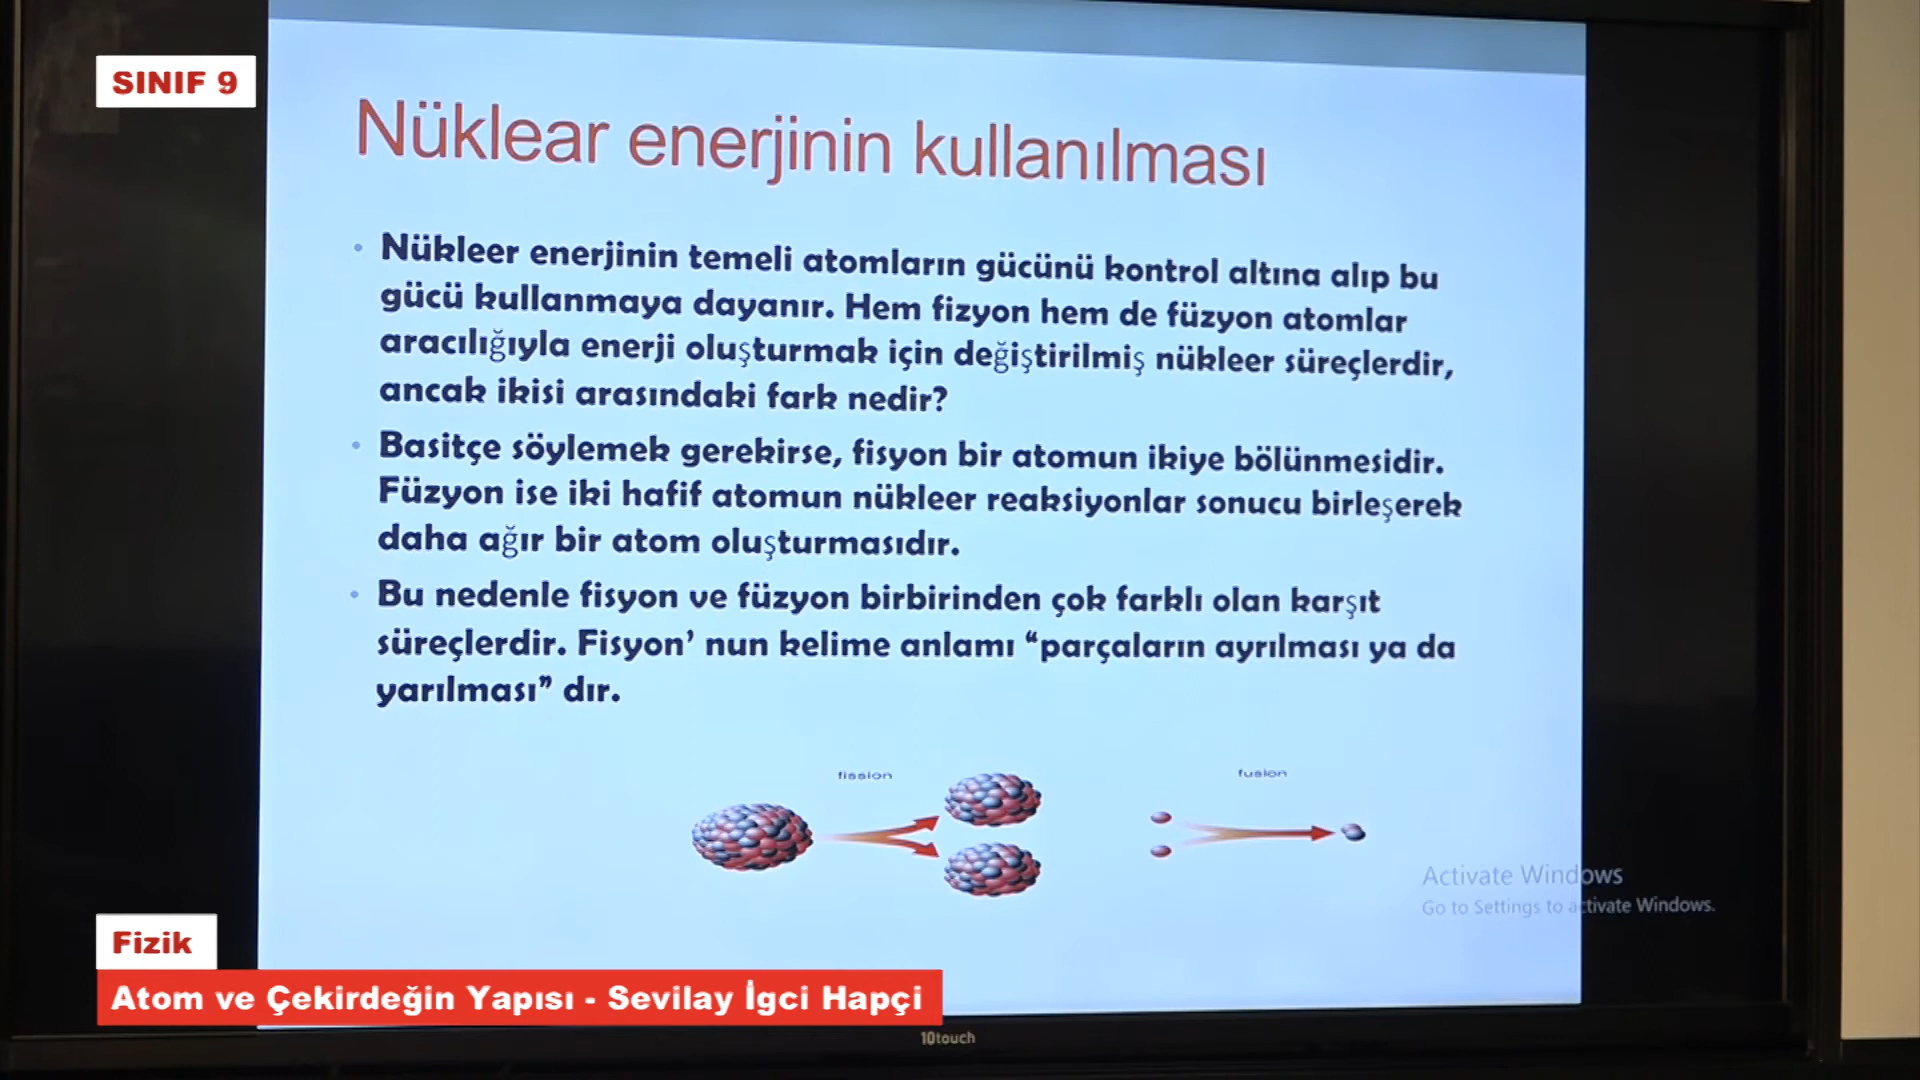 SINIF 9
Nüklear enerjinin kullanılması
• Nükleer enerjinin temeli atomların gücünü kontrol altına alıp bu
gücü kullanmaya dayanır. Hem fizyon hem de füzyon atomlar
aracılığıyla enerji oluşturmak için değiştirilmiş nükleer süreçlerdir,
ancak ikisi arasındaki fark nedir?
• Basitçe söylemek gerekirse, fisyon bir atomun ikiye bölünmesidir.
Füzyon ise iki hafif atomun nükleer reaksiyonlar sonucu birleşerek
daha ağır bir atom oluşturmasıdır.
• Bu nedenle fisyon ve füzyon birbirinden çok farklı olan karşıt
süreçlerdir. Fisyon’ nun kelime anlamı “parçaların ayrılması ya da
yarılması” dır.
fission
fusion
Activate Windows
Go to Settings to activate Windows.
Fizik
Atom ve Çekirdeğin Yapısı - Sevilay İgci Hapçi
10touch